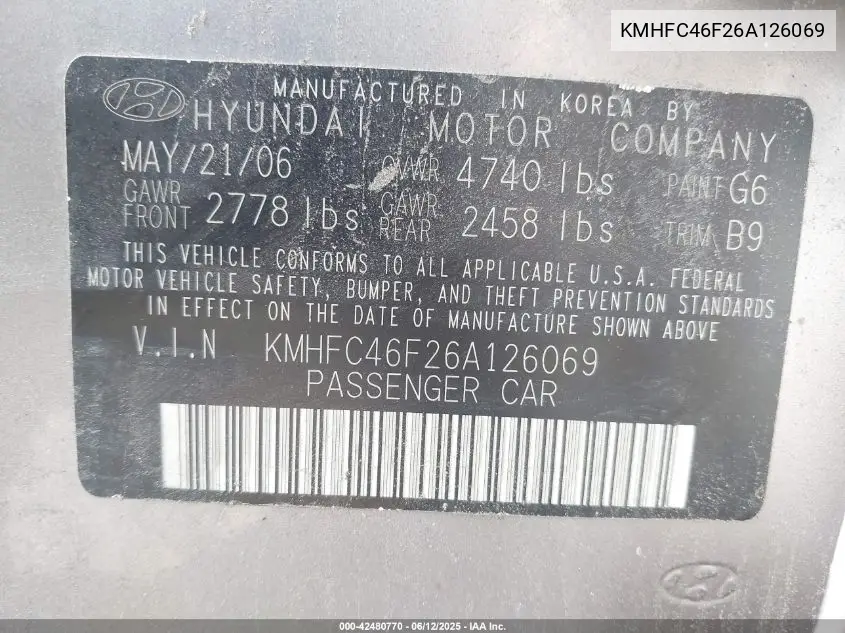 KMHFC46F26A126069
MANUFACTURED IN KOREA BY
HYUNDAI MOTOR COMPANY
MAY/21/06 GVWR 4740 lbs PAINT G6
GAWR FRONT 2778 lbs GAWR REAR 2458 lbs TRIM B9
THIS VEHICLE CONFORMS TO ALL APPLICABLE U.S.A. FEDERAL
MOTOR VEHICLE SAFETY, BUMPER, AND THEFT PREVENTION STANDARDS
IN EFFECT ON THE DATE OF MANUFACTURE SHOWN ABOVE
V.I.N KMHFC46F26A126069
PASSENGER CAR
000-42480770 - 06/12/2025 - IAA Inc.